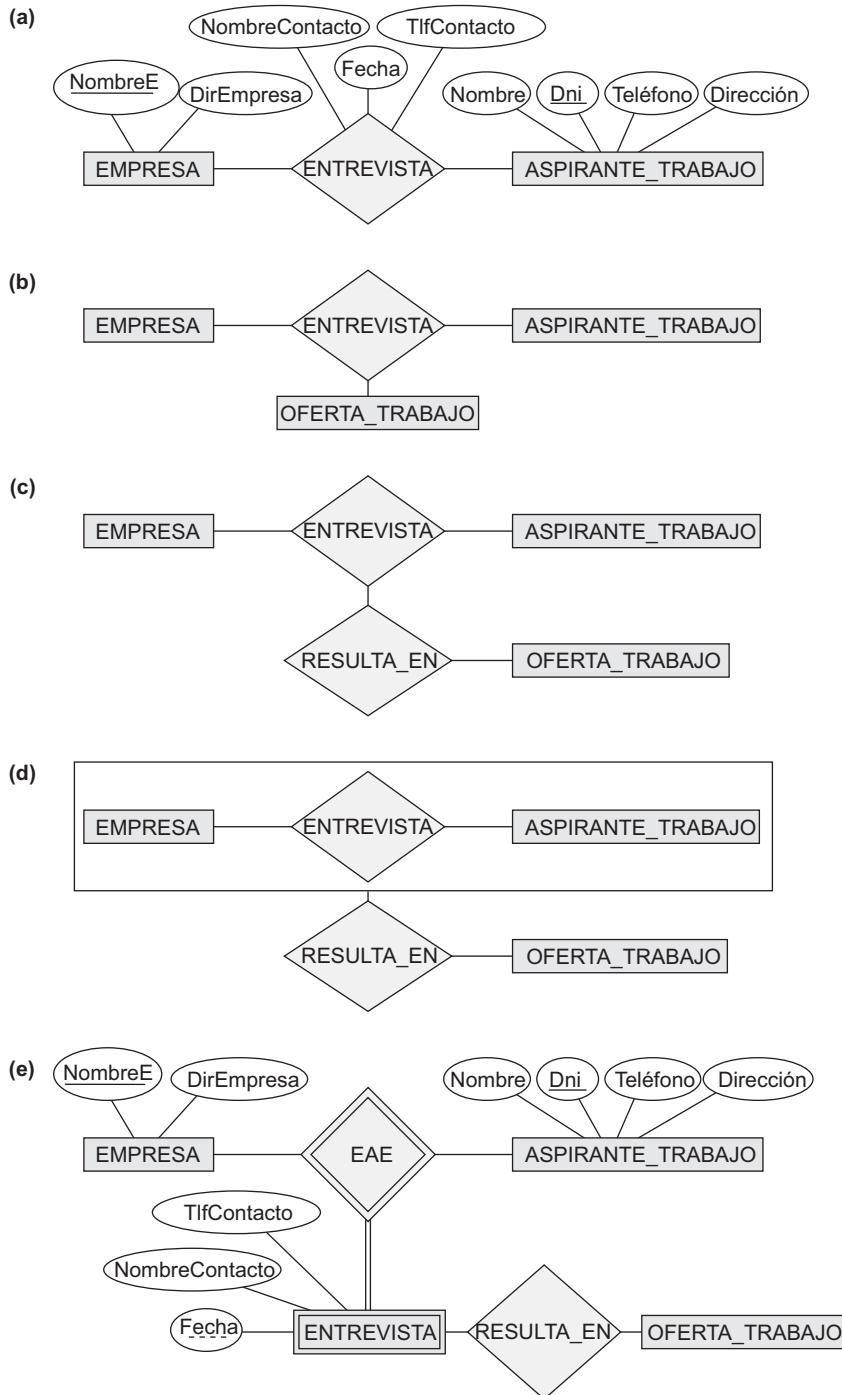 (a)
NombreContacto TlfContacto
Fecha
NombreE
DirEmpresa
Nombre Dni Teléfono Dirección
EMPRESA ENTREVISTA ASPIRANTE_TRABAJO
(b)
EMPRESA ENTREVISTA ASPIRANTE_TRABAJO
OFERTA_TRABAJO
(c)
EMPRESA ENTREVISTA ASPIRANTE_TRABAJO
RESULTA_EN OFERTA_TRABAJO
(d)
EMPRESA ENTREVISTA ASPIRANTE_TRABAJO
RESULTA_EN OFERTA_TRABAJO
(e)
NombreE DirEmpresa Nombre Dni Teléfono Dirección
EMPRESA EAE ASPIRANTE_TRABAJO
TlfContacto
NombreContacto
Fecha ENTREVISTA RESULTA_EN OFERTA_TRABAJO